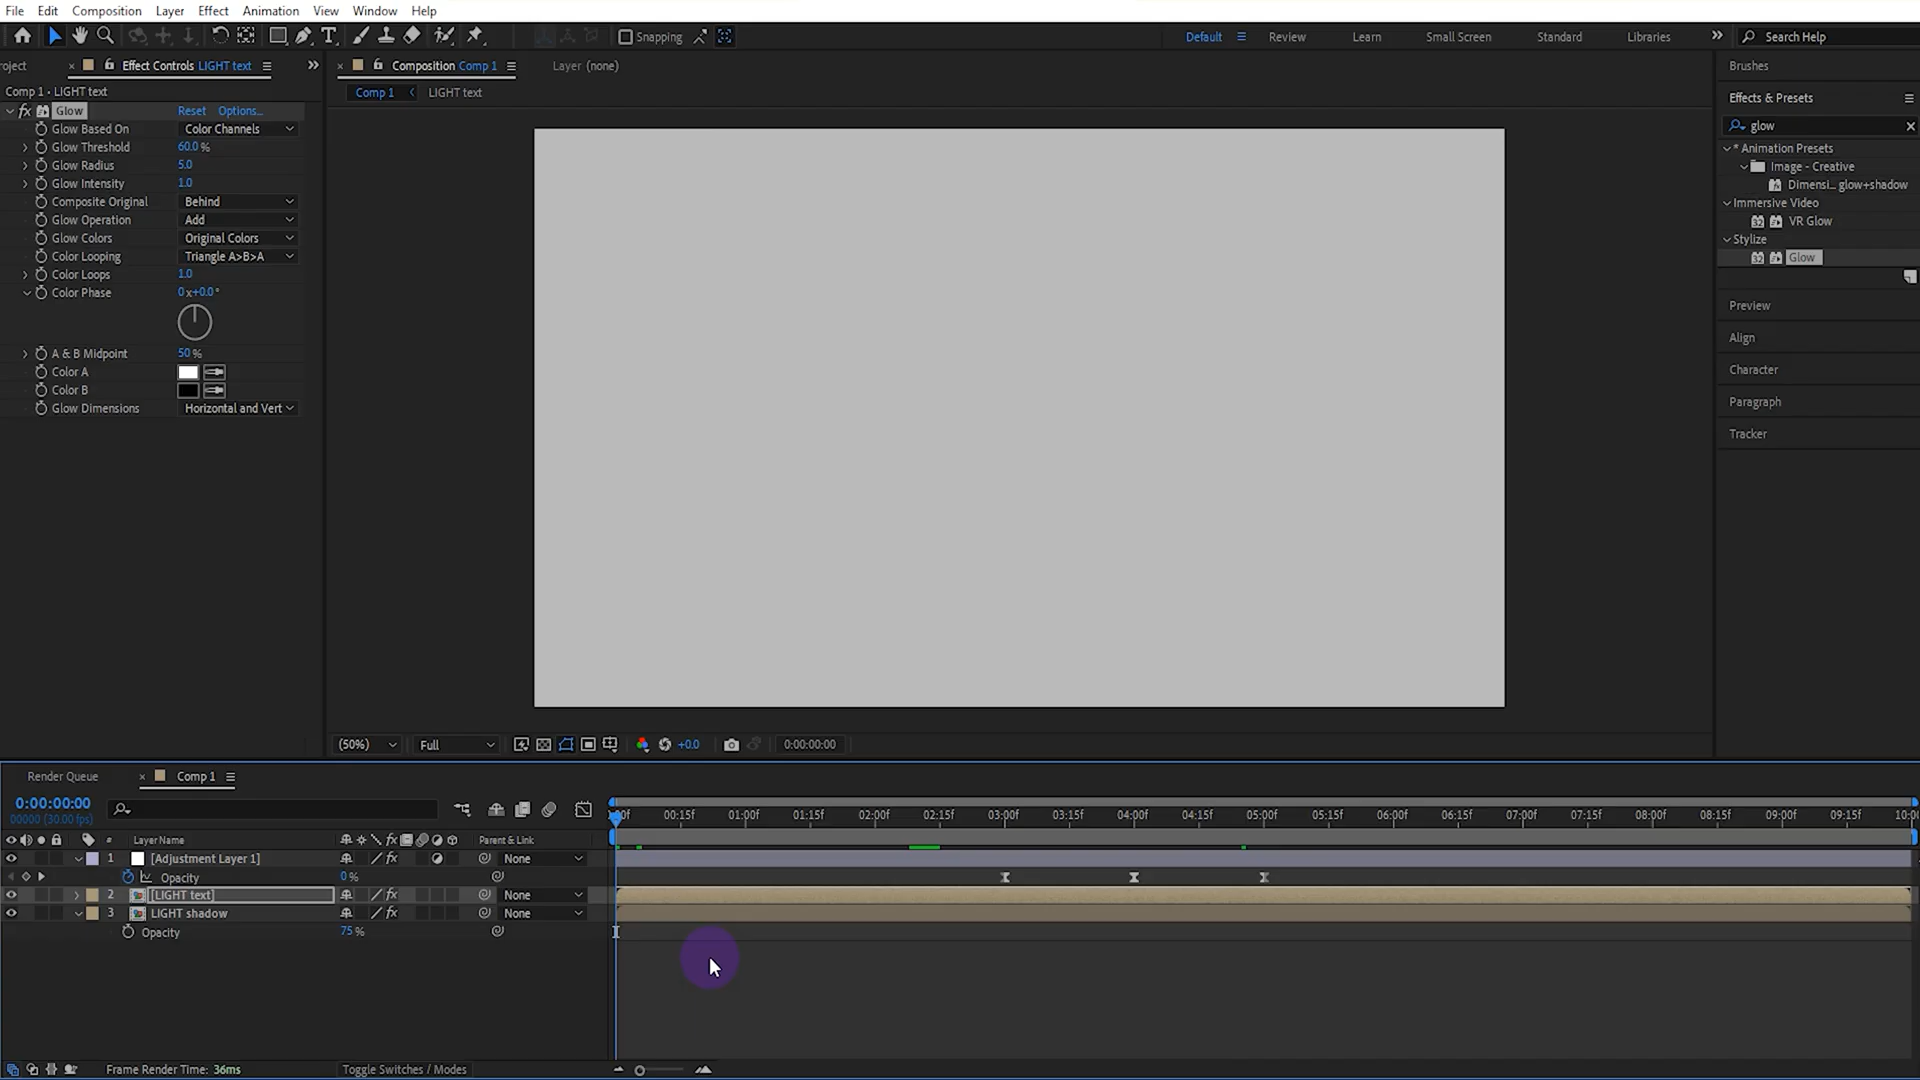 File Edit Composition Layer Effect Animation View Window Help
Snapping Default Review Learn Small Screen Standard Libraries Search Help
roject Effect Controls LIGHT text Composition Comp 1 Layer (none) Brushes
Comp 1 • LIGHT text Comp 1 LIGHT text Effects & Presets
fx Glow Reset Options...
Glow Based On Color Channels glow
Glow Threshold 60.0 % * Animation Presets
Glow Radius 5.0 Image - Creative
Glow Intensity 1.0 Dimensi... glow+shadow
Composite Original Behind Immersive Video
Glow Operation Add VR Glow
Glow Colors Original Colors Stylize
Color Looping Triangle A>B>A Glow
Color Loops 1.0
Color Phase 0 x+0.0° Preview
Align
A & B Midpoint 50 %
Color A Character
Color B
Glow Dimensions Horizontal and Vert Paragraph
Tracker
(50%) Full +0.0 0:00:00:00
Render Queue Comp 1
0:00:00:00
00000 (30.00 fps) 00f 00:15f 01:00f 01:15f 02:00f 02:15f 03:00f 03:15f 04:00f 04:15f 05:00f 05:15f 06:00f 06:15f 07:00f 07:15f 08:00f 08:15f 09:00f 09:15f 10:0
# Layer Name fx Parent & Link
1 [Adjustment Layer 1] fx None
Opacity 0 %
2 [LIGHT text] fx None
3 LIGHT shadow fx None
Opacity 75 %
Frame Render Time: 36ms Toggle Switches / Modes